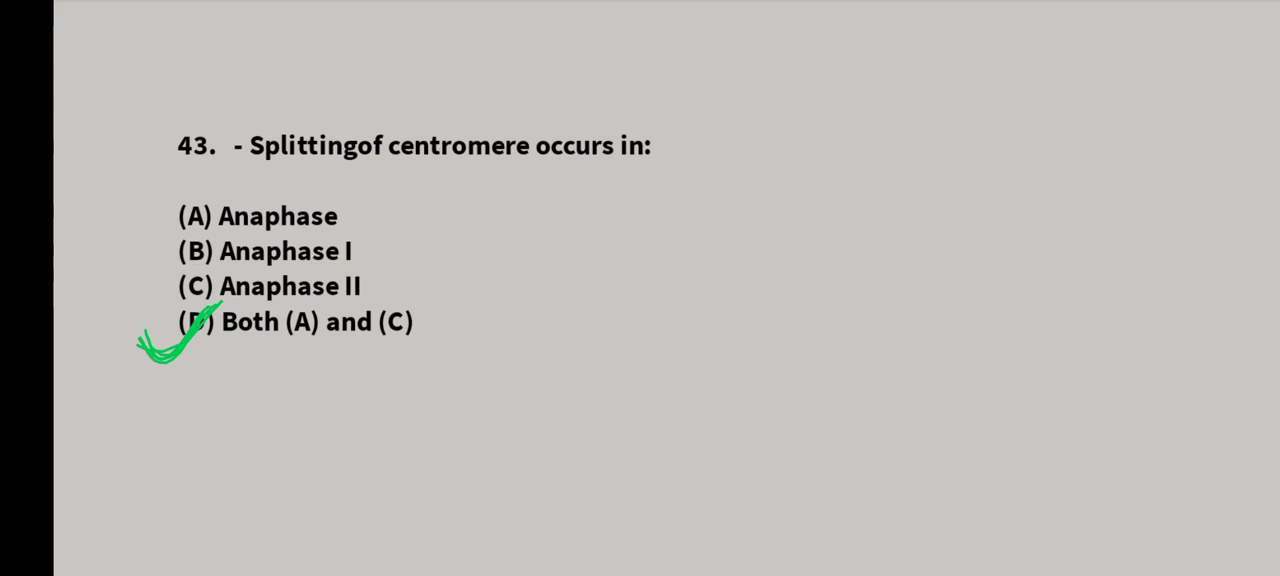 43. - Splittingof centromere occurs in:
(A) Anaphase
(B) Anaphase I
(C) Anaphase II
(D) Both (A) and (C)